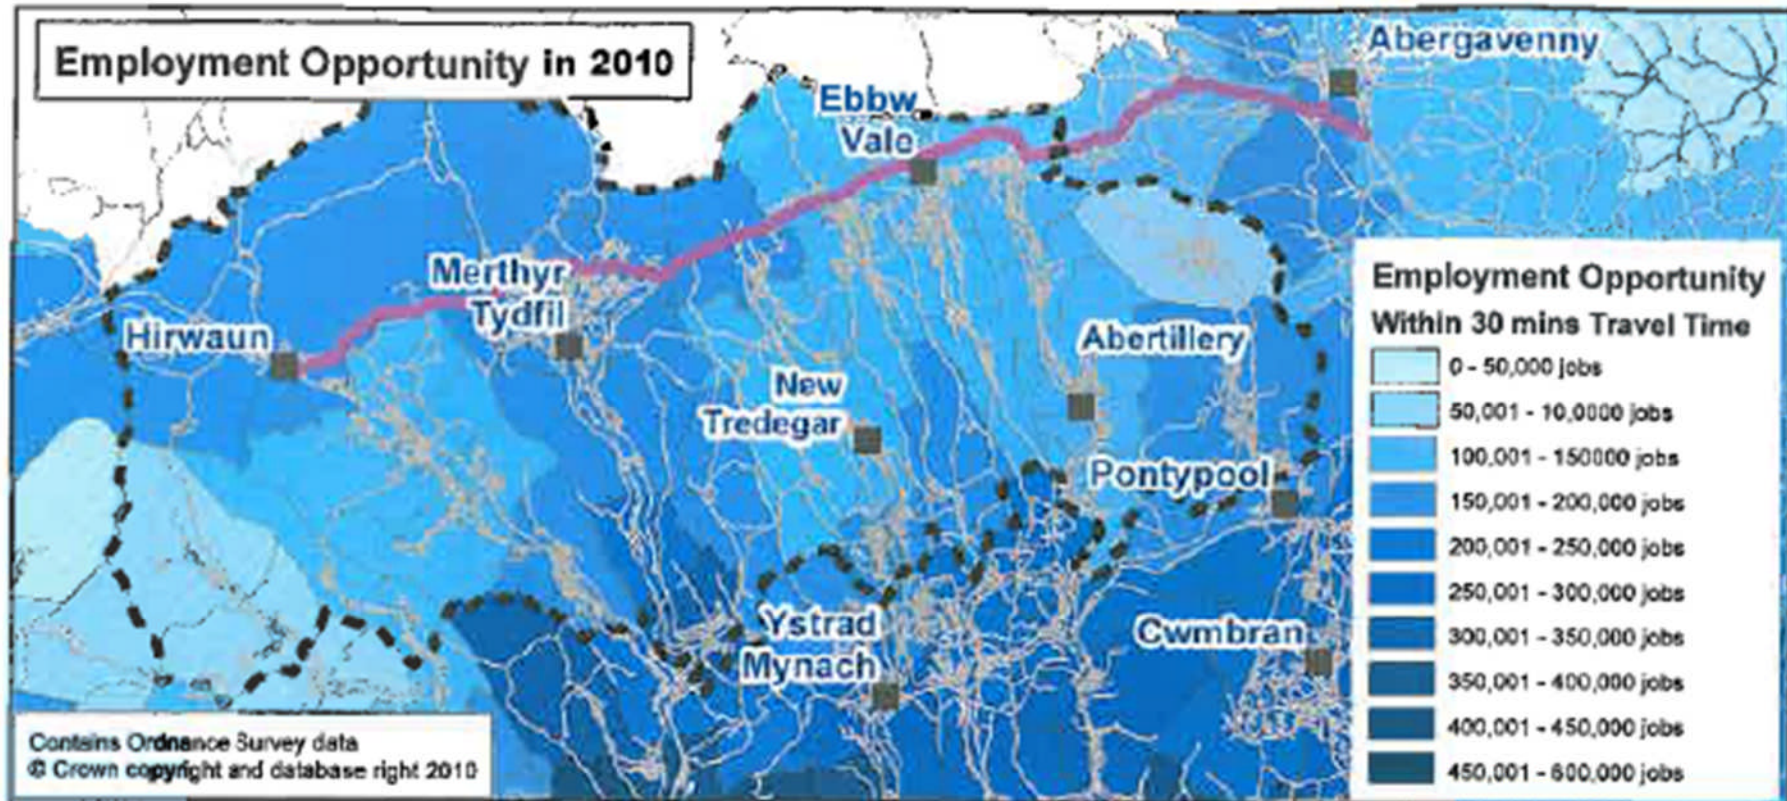 Employment Opportunity in 2010
Abergavenny
Ebbw
Vale
Merthyr
Tydfil
Hirwaun
Abertillery
New
Tredegar
Pontypool
Ystrad
Mynach
Cwmbran
Employment Opportunity
Within 30 mins Travel Time
0 - 50,000 jobs
50,001 - 10,0000 jobs
100,001 - 150000 jobs
150,001 - 200,000 jobs
200,001 - 250,000 jobs
250,001 - 300,000 jobs
300,001 - 350,000 jobs
350,001 - 400,000 jobs
400,001 - 450,000 jobs
450,001 - 600,000 jobs
Contains Ordnance Survey data
© Crown copyright and database right 2010